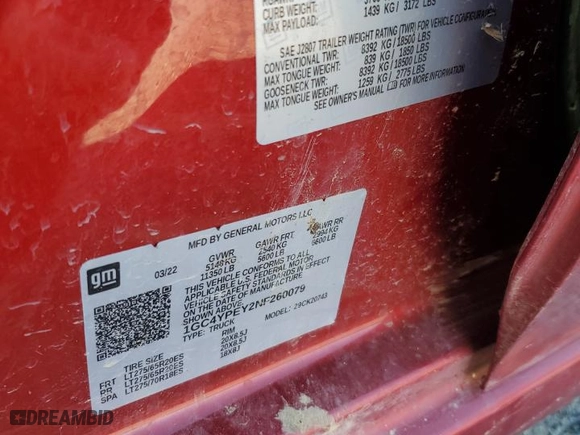 CURB WEIGHT:
MAX PAYLOAD: 1439 KG / 3172 LBS
SAE J2807 TRAILER WEIGHT RATING (TWR) FOR VEHICLE CONFIGURATION
CONVENTIONAL TWR: 8392 KG / 18500 LBS
MAX TONGUE WEIGHT: 839 KG / 1850 LBS
GOOSENECK TWR: 8392 KG / 18500 LBS
MAX TONGUE WEIGHT: 1259 KG / 2775 LBS
SEE OWNER'S MANUAL FOR
MFD BY GENERAL MOTORS LLC
gm
03/22
GVWR GAWR FRT GAWR RR
5148 KG 2540 KG 2994 KG
11350 LB 5600 LB 6600 LB
THIS VEHICLE CONFORMS TO ALL
APPLICABLE U.S. FEDERAL MOTOR
VEHICLE SAFETY STANDARDS IN EFFECT
ON THE DATE OF MANUFACTURE SHOWN
ABOVE.
1GC4YPEY2NF260079
TYPE: TRUCK MODEL: 29CK20743
TIRE SIZE RIM
FRT LT275/65R20ES 20X8.5J
RR LT275/65R20ES 20X8.5J
SPA LT275/70R18ES 18X8J
DREAMBID